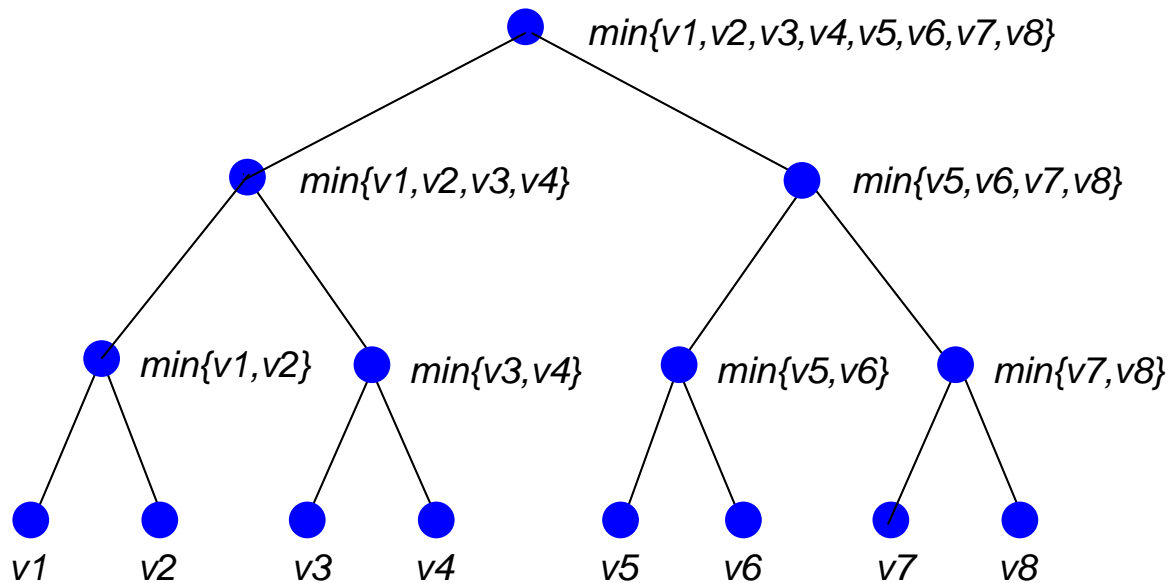 min{v1,v2,v3,v4,v5,v6,v7,v8}
min{v1,v2,v3,v4}
min{v5,v6,v7,v8}
min{v1,v2}
min{v3,v4}
min{v5,v6}
min{v7,v8}
v1
v2
v3
v4
v5
v6
v7
v8